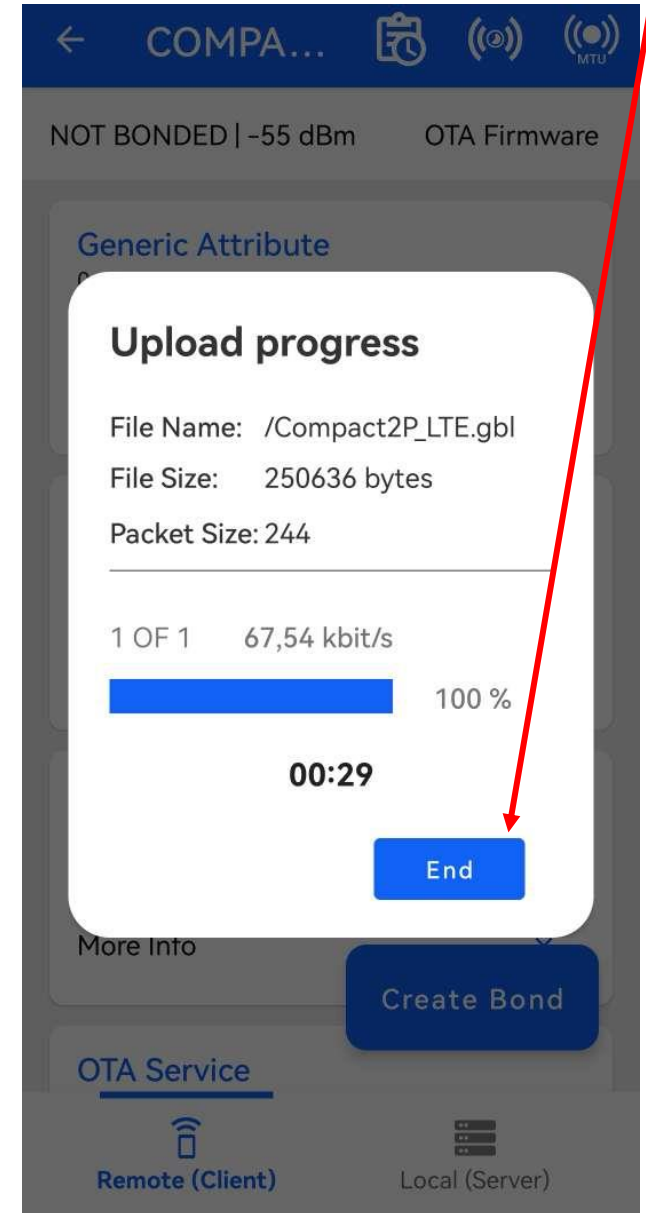 COMPA...
MTU
NOT BONDED | -55 dBm OTA Firmware
Generic Attribute
Upload progress
File Name: /Compact2P_LTE.gbl
File Size: 250636 bytes
Packet Size: 244
1 OF 1 67,54 kbit/s
100 %
00:29
End
More Info
Create Bond
OTA Service
Remote (Client) Local (Server)